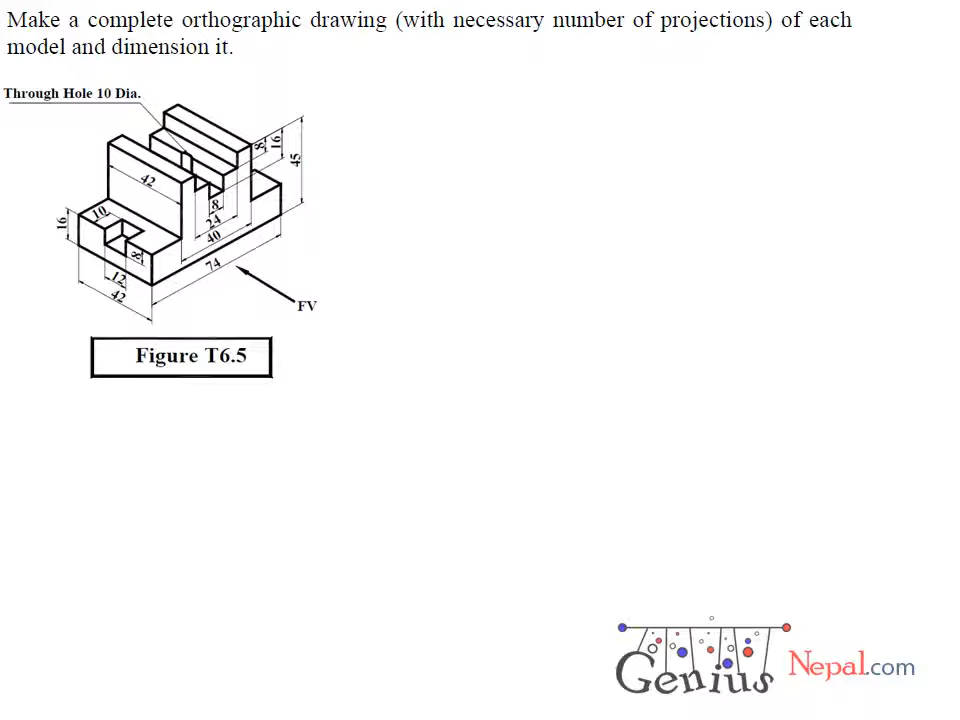 Make a complete orthographic drawing (with necessary number of projections) of each
model and dimension it.
Through Hole 10 Dia.
8
16
45
42
16
10
8
8
24
40
74
12
42
FV
Figure T6.5
Genius Nepal.com